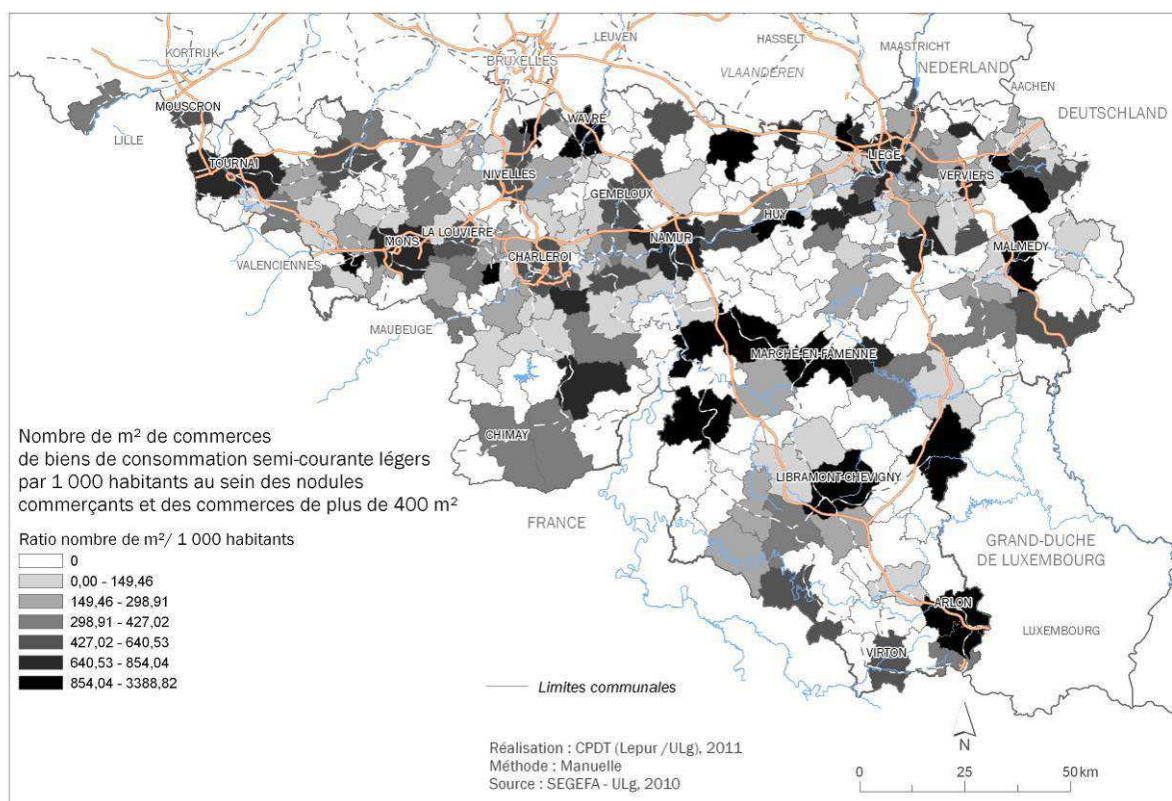 KORTRIJK
LEUVEN
HASSELT
MAASTRICHT
BRUXELLES
VLAANDEREN
NEDERLAND
AACHEN
DEUTSCHLAND
MOUSCRON
WAVRE
LILLE
TOURNAI
LIEGE
NIVELLES
VERVIERS
GEMBLOUX
HUY
LA LOUVIERE
MONS
NAMUR
MALMEDY
CHARLEROI
VALENCIENNES
MAUBEUGE
MARCHE-EN-FAMENNE
CHIMAY
LIBRAMONT-CHEVIGNY
FRANCE
GRAND-DUCHE
DE LUXEMBOURG
ARLON
LUXEMBOURG
VIRTON
Nombre de m² de commerces
de biens de consommation semi-courante légers
par 1 000 habitants au sein des nodules
commerçants et des commerces de plus de 400 m²
Ratio nombre de m²/ 1 000 habitants
0
0,00 - 149,46
149,46 - 298,91
298,91 - 427,02
427,02 - 640,53
640,53 - 854,04
854,04 - 3388,82
Limites communales
Réalisation : CPDT (Lepur /ULg), 2011
Méthode : Manuelle
Source : SEGEFA - ULg, 2010
N
0 25 50 km